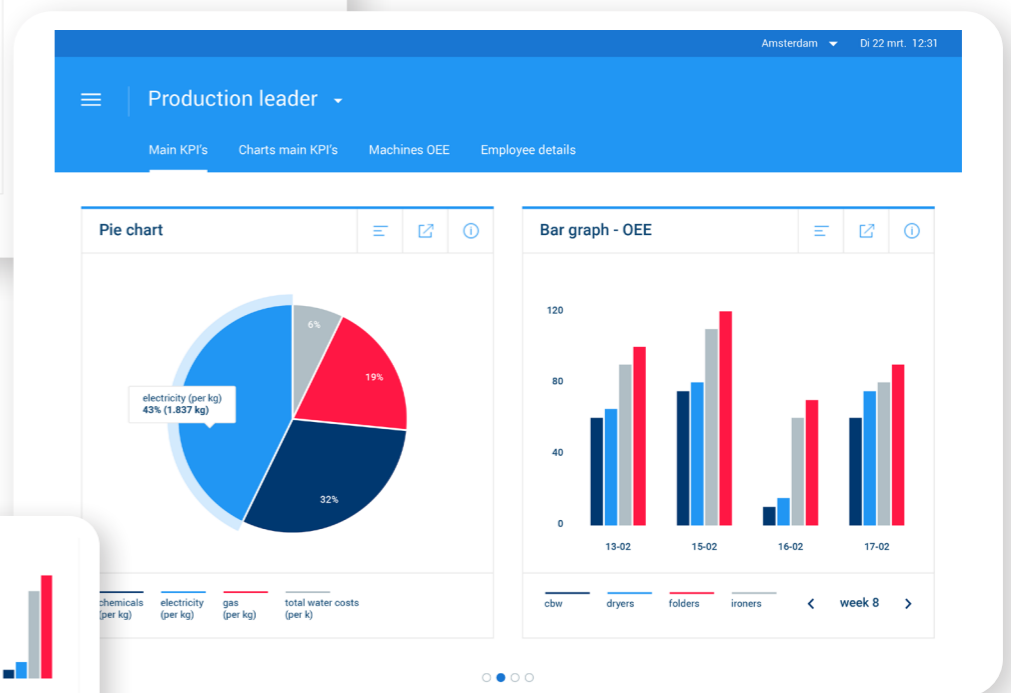 Amsterdam Di 22 mrt. 12:31
Production leader
Main KPI's Charts main KPI's Machines OEE Employee details
Pie chart
6%
19%
electricity (per kg)
43% (1.837 kg)
32%
chemicals (per kg)
electricity (per kg)
gas (per kg)
total water costs (per k)
Bar graph - OEE
120
80
40
0
13-02 15-02 16-02 17-02
cbw dryers folders ironers week 8